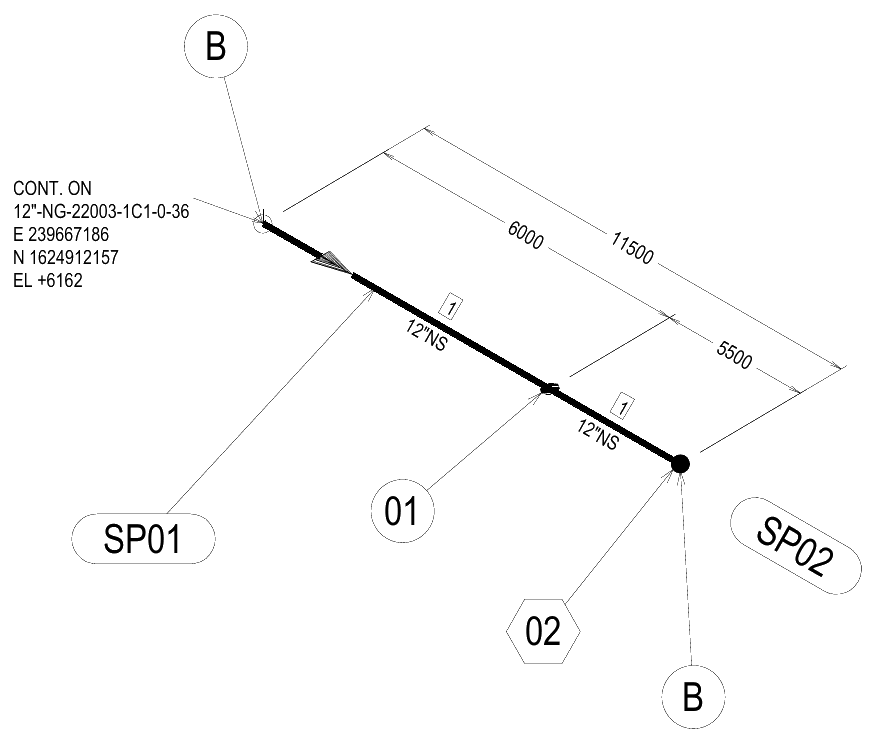 B
CONT. ON
12"-NG-22003-1C1-0-36
E 239667186
N 1624912157
EL +6162
6000
11500
5500
1
12"NS
1
12"NS
01
SP01
SP02
02
B